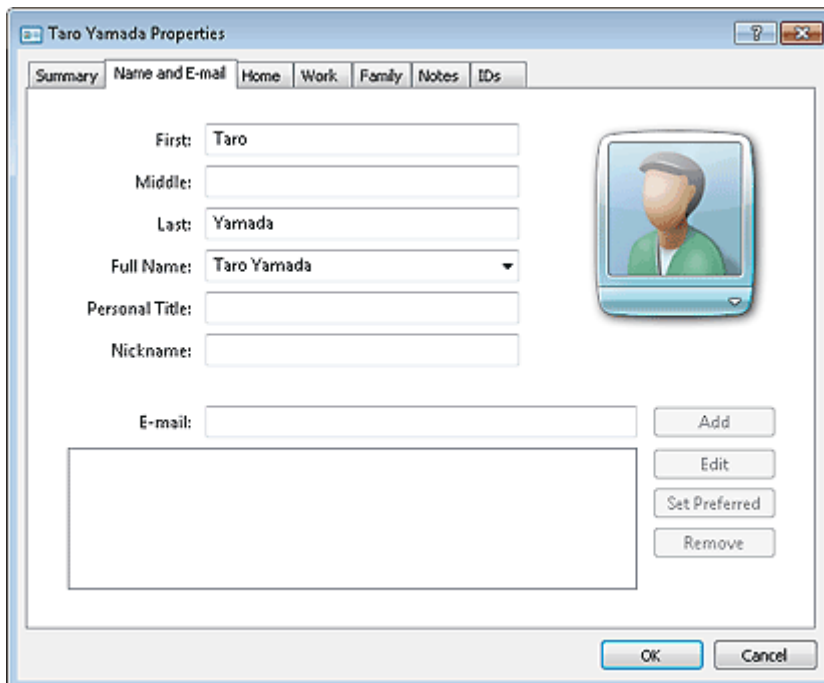 Taro Yamada Properties
Summary Name and E-mail Home Work Family Notes IDs
First: Taro
Middle:
Last: Yamada
Full Name: Taro Yamada
Personal Title:
Nickname:
E-mail: Add
Edit
Set Preferred
Remove
OK Cancel